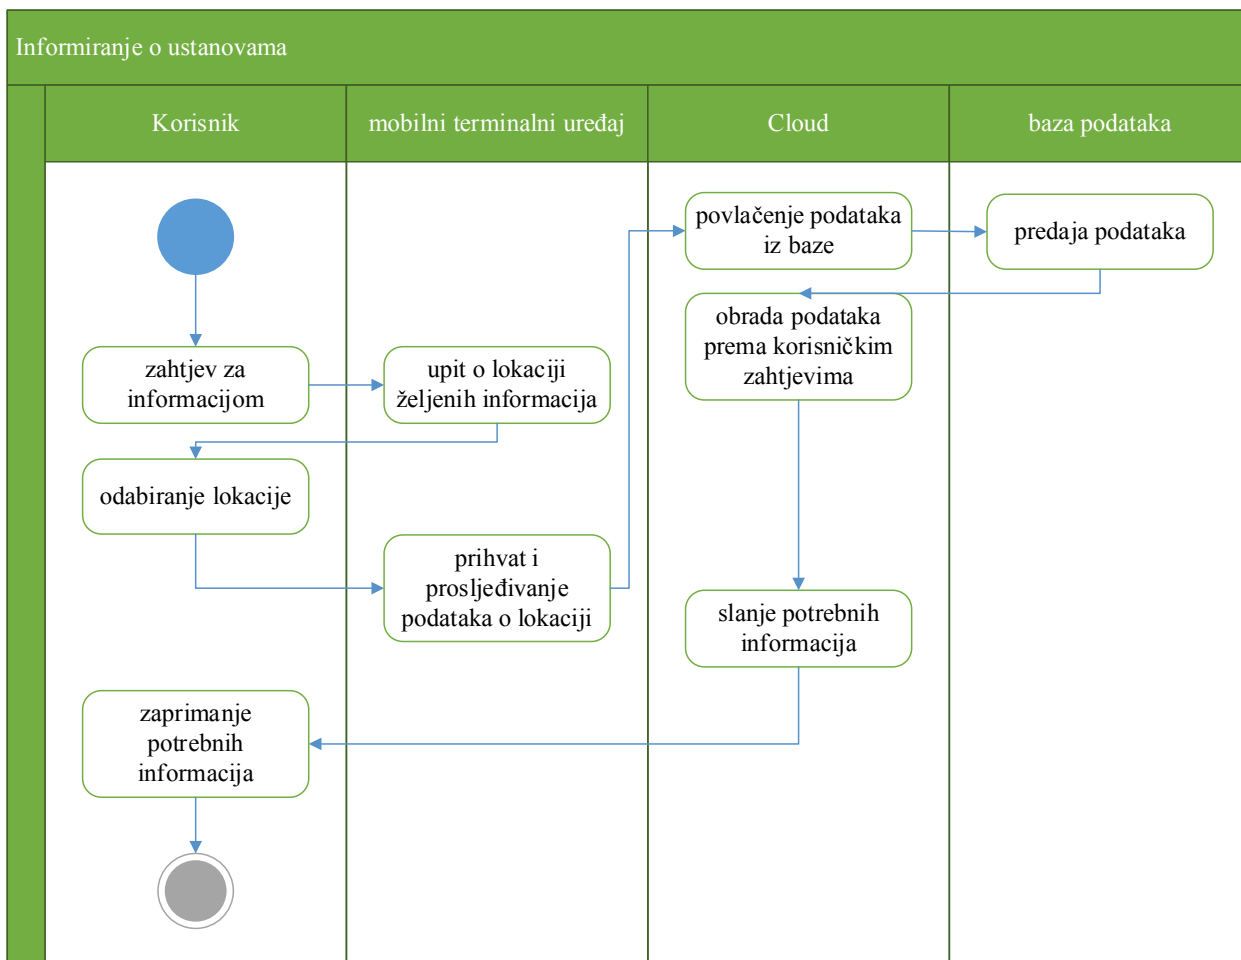 Informiranje o ustanovama
Korisnik
mobilni terminalni uređaj
Cloud
baza podataka
povlačenje podataka
iz baze
predaja podataka
obrada podataka
prema korisničkim
zahtjevima
zahtjev za
informacijom
upit o lokaciji
željenih informacija
odabiranje lokacije
prihvat i
prosljeđivanje
podataka o lokaciji
slanje potrebnih
informacija
zaprimanje
potrebnih
informacija